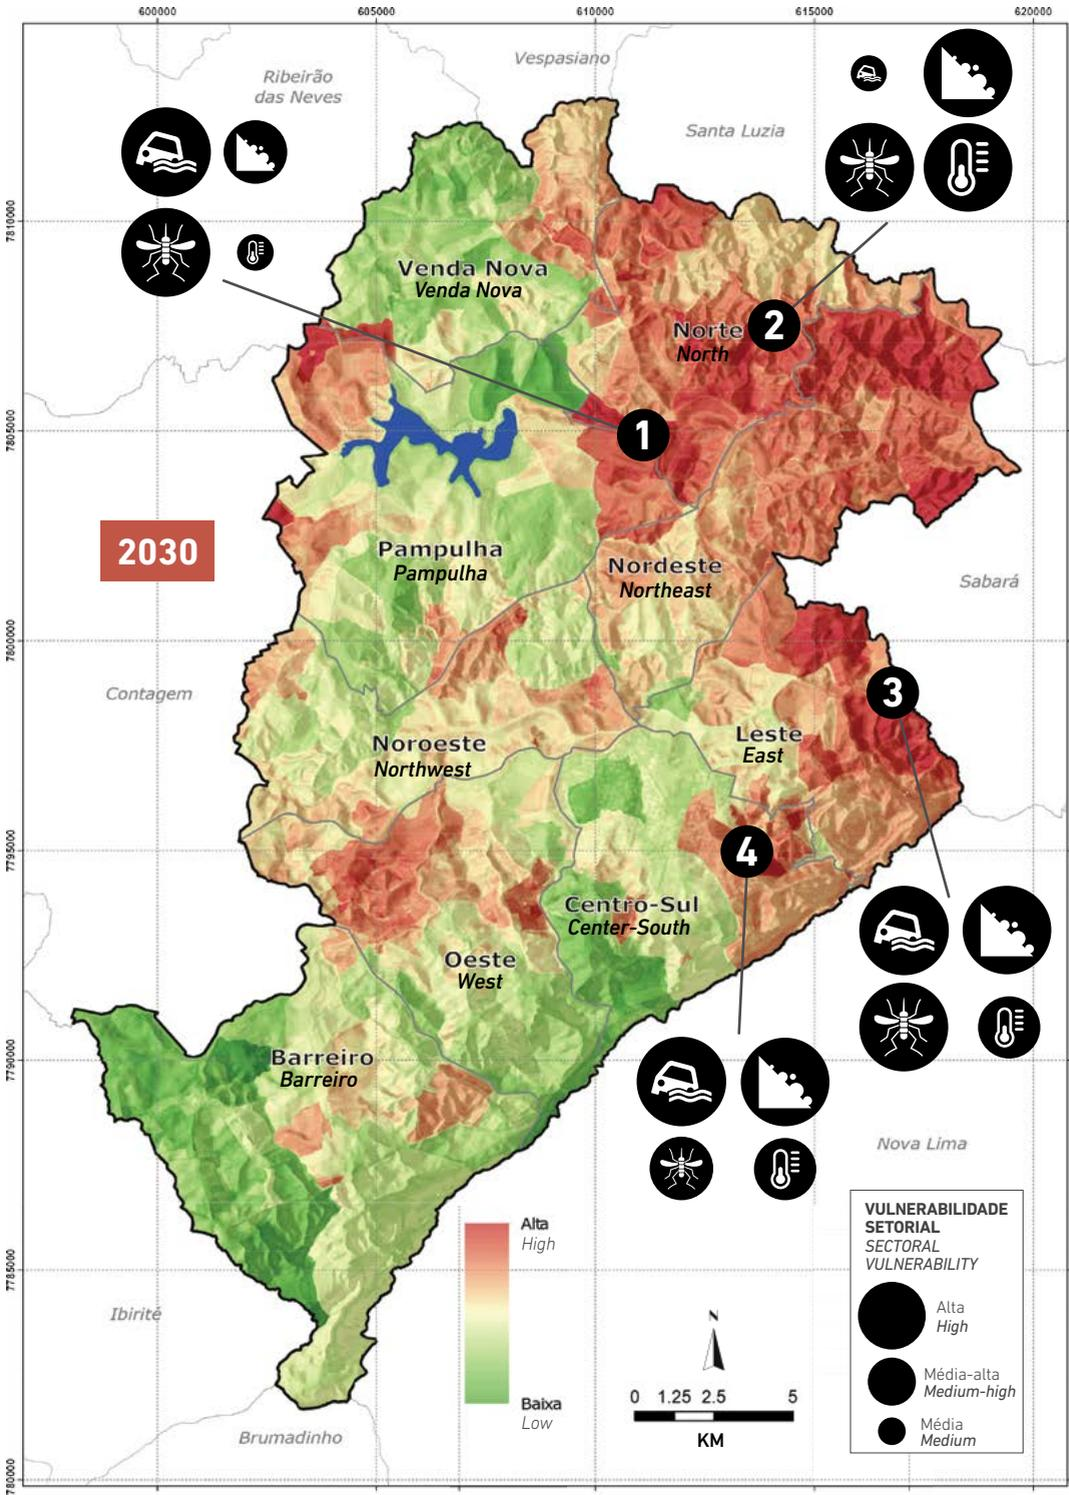 600000 605000 610000 615000 620000
Vespasiano
Ribeirão
das Neves
Santa Luzia
7810000
Venda Nova
Venda Nova
2
Norte
North
7805000
1
2030
Pampulha
Pampulha
Nordeste
Northeast
Sabará
7800000
Contagem
3
Leste
East
Noroeste
Northwest
7795000
4
Centro-Sul
Center-South
Oeste
West
7790000
Barreiro
Barreiro
Nova Lima
VULNERABILIDADE
SETORIAL
SECTORAL
VULNERABILITY
Alta
High
Média-alta
Medium-high
Média
Medium
Alta
High
Baixa
Low
7785000
Ibirité
N
0 1.25 2.5 5
KM
Brumadinho
780000